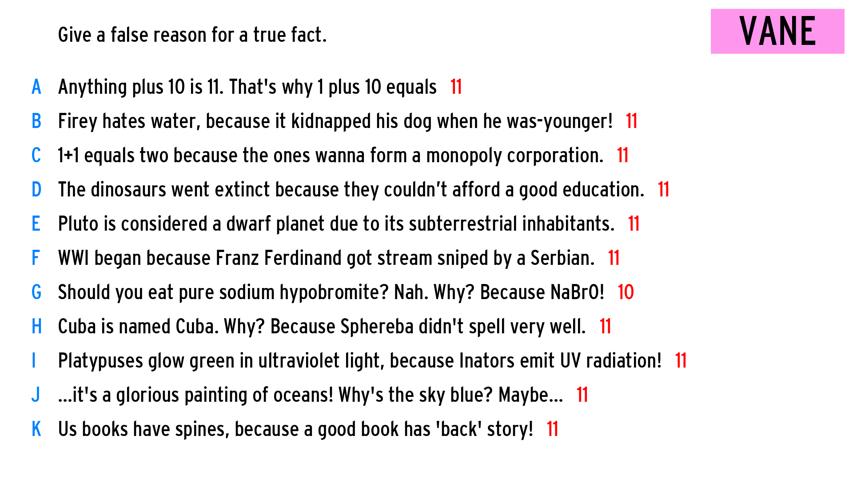 Give a false reason for a true fact.
VANE
A Anything plus 10 is 11. That's why 1 plus 10 equals 11
B Firey hates water, because it kidnapped his dog when he was-younger! 11
C 1+1 equals two because the ones wanna form a monopoly corporation. 11
D The dinosaurs went extinct because they couldn’t afford a good education. 11
E Pluto is considered a dwarf planet due to its subterrestrial inhabitants. 11
F WWI began because Franz Ferdinand got stream sniped by a Serbian. 11
G Should you eat pure sodium hypobromite? Nah. Why? Because NaBrO! 10
H Cuba is named Cuba. Why? Because Sphereba didn't spell very well. 11
I Platypuses glow green in ultraviolet light, because Inators emit UV radiation! 11
J ...it's a glorious painting of oceans! Why's the sky blue? Maybe... 11
K Us books have spines, because a good book has 'back' story! 11